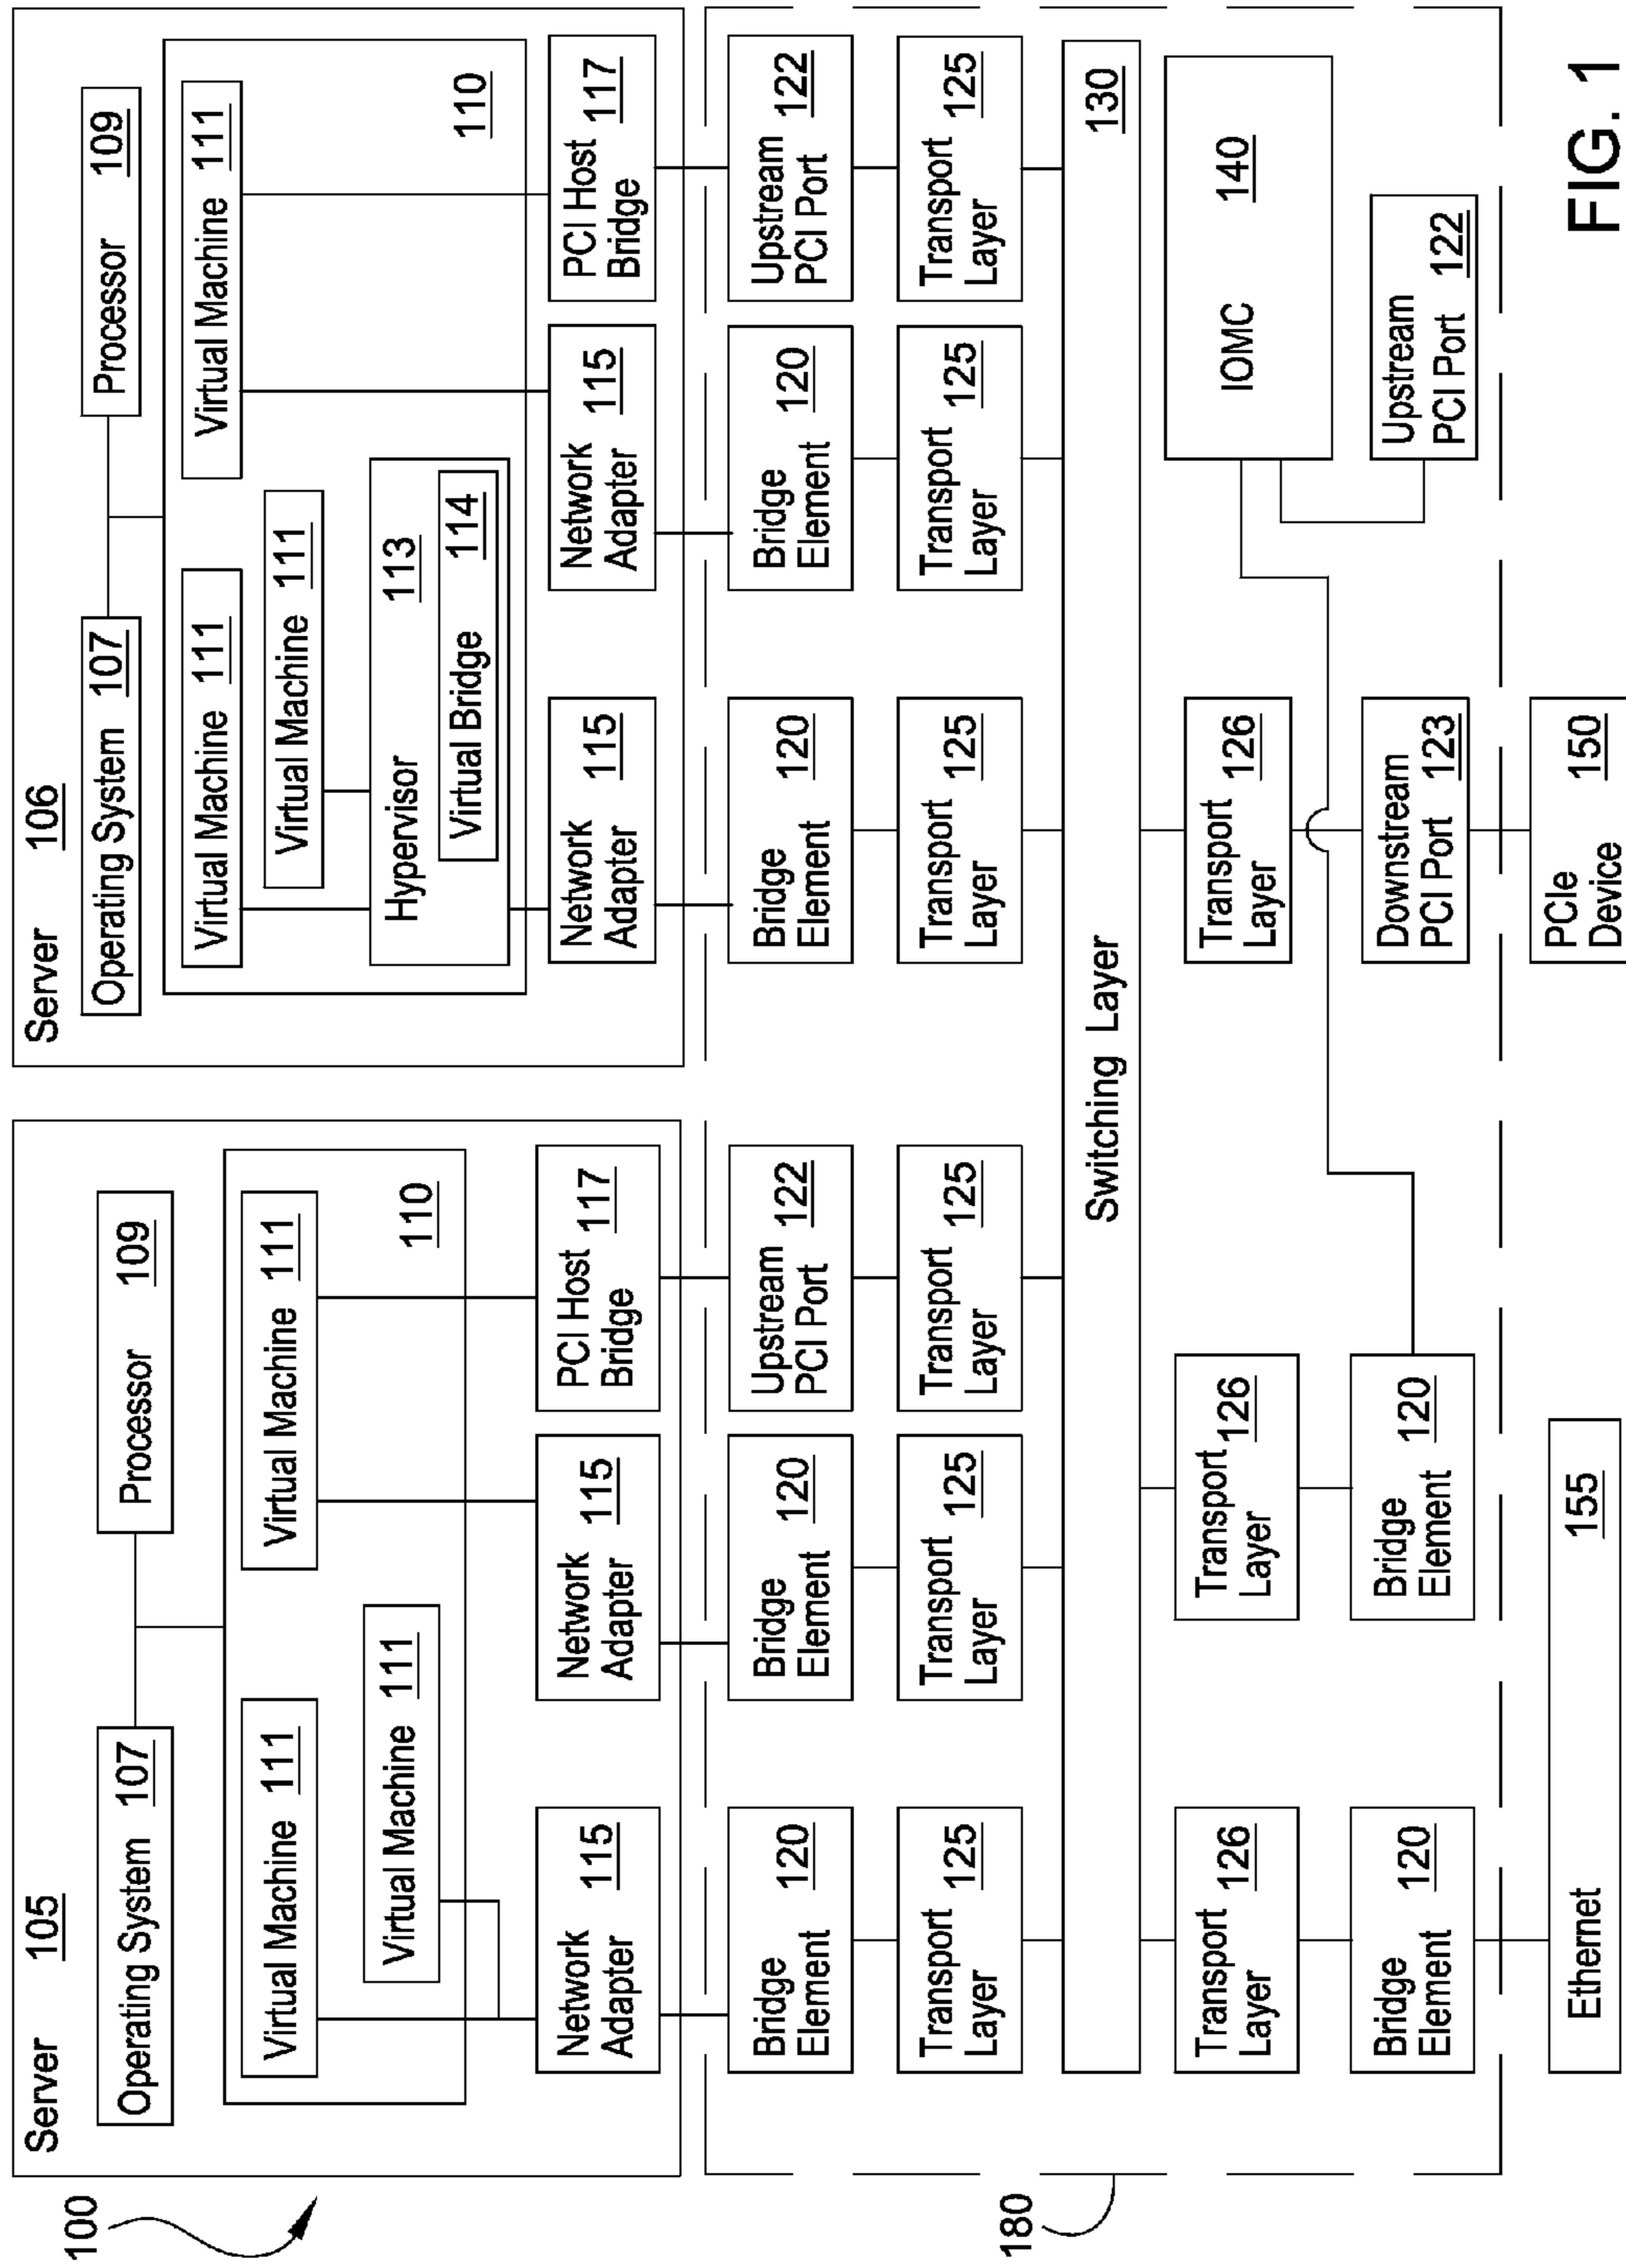 100
Server 105
Operating System 107
Processor 109
Virtual Machine 111
Virtual Machine 111
Virtual Machine 111
110
Network
Adapter 115
Network
Adapter 115
PCI Host
Bridge 117
Server 106
Operating System 107
Processor 109
Virtual Machine 111
Virtual Machine 111
Virtual Machine 111
Hypervisor 113
Virtual Bridge 114
110
Network
Adapter 115
Network
Adapter 115
PCI Host
Bridge 117
180
Bridge
Element 120
Bridge
Element 120
Upstream
PCI Port 122
Bridge
Element 120
Bridge
Element 120
Upstream
PCI Port 122
Transport
Layer 125
Transport
Layer 125
Transport
Layer 125
Transport
Layer 125
Transport
Layer 125
Transport
Layer 125
Switching Layer 130
Transport
Layer 126
Transport
Layer 126
Transport
Layer 126
IOMC 140
Bridge
Element 120
Bridge
Element 120
Downstream
PCI Port 123
Upstream
PCI Port 122
Ethernet 155
PCIe
Device 150
FIG. 1